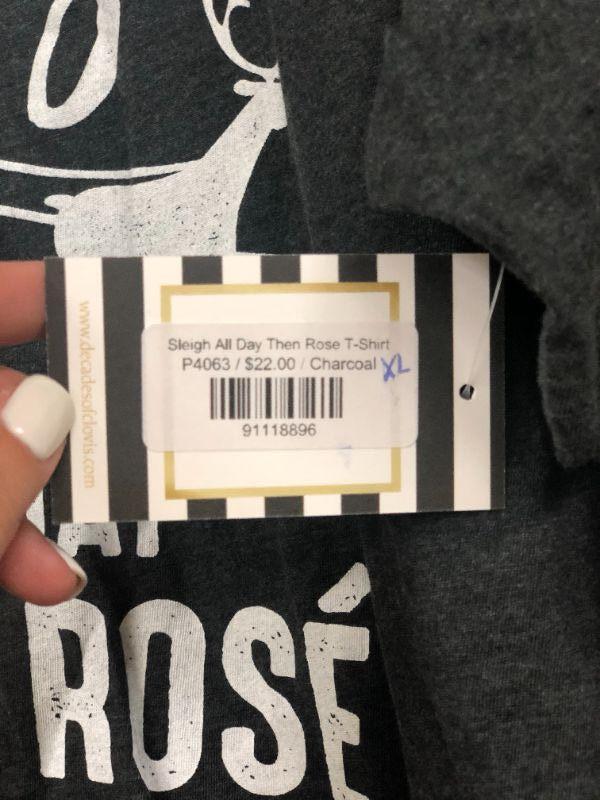 O
www.decadesofclovis.com
Sleigh All Day Then Rose T-Shirt
P4063 / $22.00 / Charcoal XL
91118896
ROSÉ